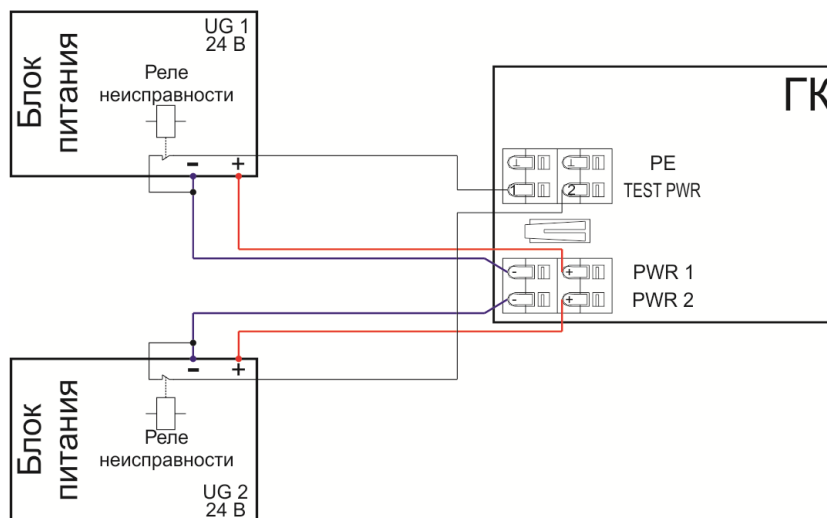 UG 1
24 В
Блок
питания
Реле
неисправности
- +
ГК
PE
1 2 TEST PWR
- + PWR 1
- + PWR 2
- +
Блок
питания
Реле
неисправности
UG 2
24 В